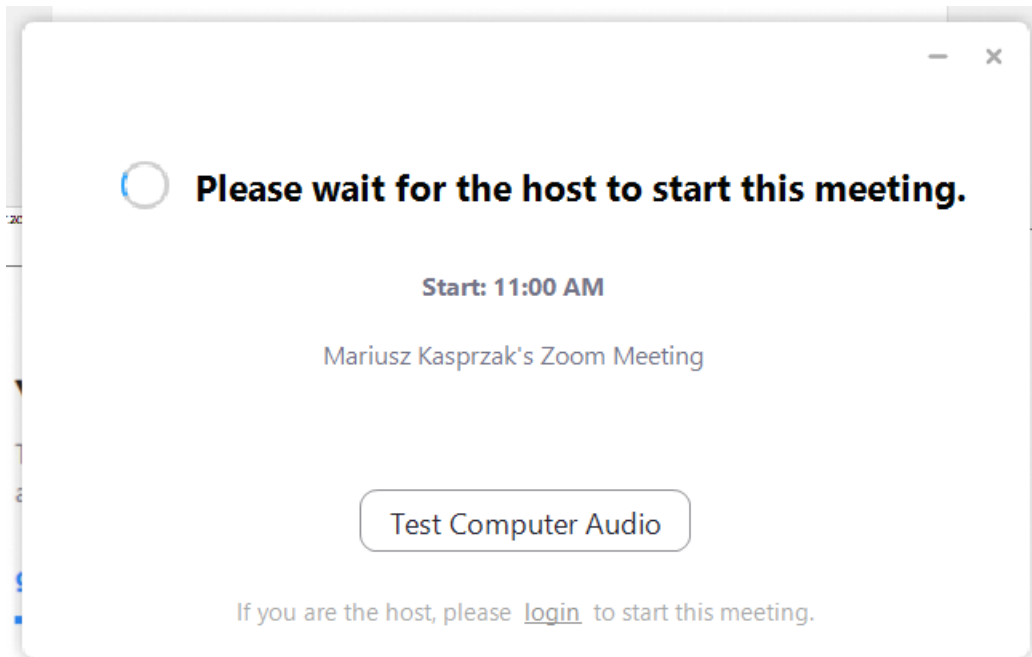 Please wait for the host to start this meeting.
Start: 11:00 AM
Mariusz Kasprzak's Zoom Meeting
Test Computer Audio
If you are the host, please login to start this meeting.